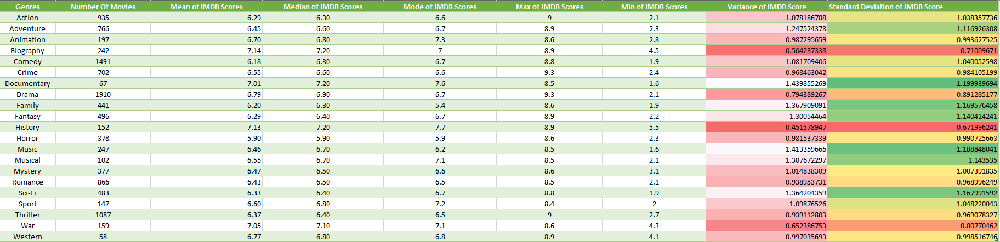 Genres Number Of Movies Mean of IMDB Scores Median of IMDB Scores Mode of IMDB Scores Max of IMDB Scores Min of IMDB Scores Variance of IMDB Score Standard Deviation of IMDB Score
Action 935 6.29 6.30 6.6 9 2.1 1.078186788 1.038357736
Adventure 766 6.45 6.60 6.7 8.9 2.3 1.247524378 1.116926308
Animation 197 6.70 6.80 7.3 8.6 2.8 0.987295659 0.993627525
Biography 242 7.14 7.20 7 8.9 4.5 0.504237338 0.71009671
Comedy 1491 6.18 6.30 6.7 8.8 1.9 1.081709406 1.040052598
Crime 702 6.55 6.60 6.6 9.3 2.4 0.968463042 0.984105199
Documentary 67 7.01 7.20 7.6 8.5 1.6 1.439855269 1.199939694
Drama 1910 6.79 6.90 6.7 9.3 2.1 0.794389267 0.891285177
Family 441 6.20 6.30 5.4 8.6 1.9 1.367909091 1.169576458
Fantasy 496 6.29 6.40 6.7 8.9 2.2 1.30054464 1.140414241
History 152 7.13 7.20 7.7 8.9 5.5 0.451578947 0.671996241
Horror 378 5.90 5.90 5.9 8.6 2.3 0.981537339 0.990725663
Music 247 6.46 6.70 6.2 8.5 1.6 1.413359666 1.188848041
Musical 102 6.55 6.70 7.1 8.5 2.1 1.307672297 1.143535
Mystery 377 6.47 6.50 6.6 8.6 3.1 1.014838309 1.007391835
Romance 866 6.43 6.50 6.5 8.5 2.1 0.938953731 0.968996249
Sci-Fi 483 6.33 6.40 6.7 8.8 1.9 1.364204359 1.167991592
Sport 147 6.60 6.80 7.2 8.4 2 1.09876526 1.048220043
Thriller 1087 6.37 6.40 6.5 9 2.7 0.939112803 0.969078327
War 159 7.05 7.10 7.1 8.6 4.3 0.652386753 0.80770462
Western 58 6.77 6.80 6.8 8.9 4.1 0.997035693 0.998516746